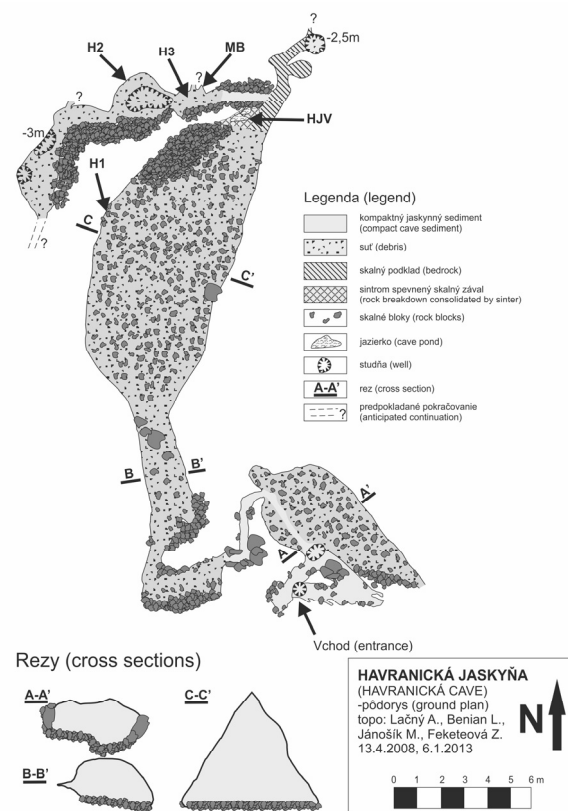 ?
-2,5m
H2
H3
MB
?
?
HJV
-3m
H1
C
C'
?
Legenda (legend)
kompaktný jaskynný sediment
(compact cave sediment)
suť (debris)
skalný podklad (bedrock)
sintrom spevnený skalný zával
(rock breakdown consolidated by sinter)
skalné bloky (rock blocks)
jazierko (cave pond)
studňa (well)
A-A' rez (cross section)
? predpokladané pokračovanie
(anticipated continuation)
B
B'
A'
A
Vchod (entrance)
Rezy (cross sections)
A-A'
C-C'
B-B'
HAVRANICKÁ JASKYŇA
(HAVRANICKÁ CAVE)
-pôdorys (ground plan)
topo: Lačný A., Benian L.,
Jánošík M., Feketeová Z.
13.4.2008, 6.1.2013
N
0 1 2 3 4 5 6 m